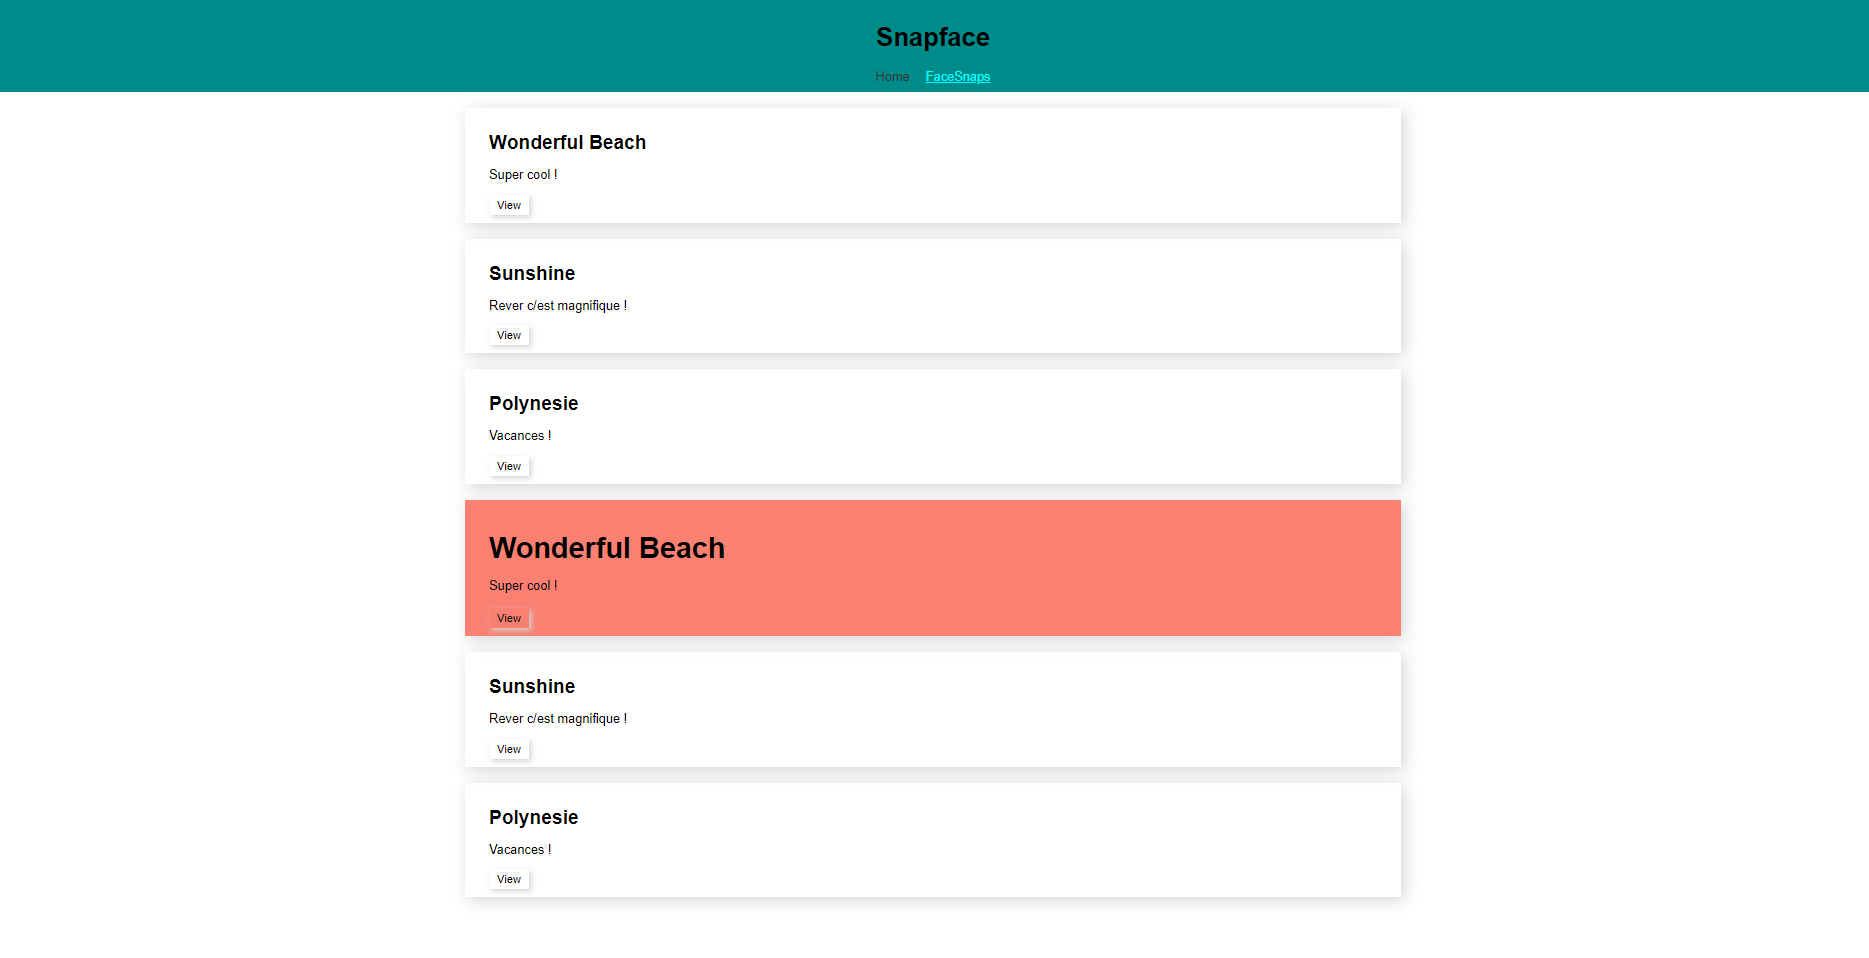 Snapface
Home FaceSnaps
Wonderful Beach
Super cool !
View
Sunshine
Rever c/est magnifique !
View
Polynesie
Vacances !
View
Wonderful Beach
Super cool !
View
Sunshine
Rever c/est magnifique !
View
Polynesie
Vacances !
View